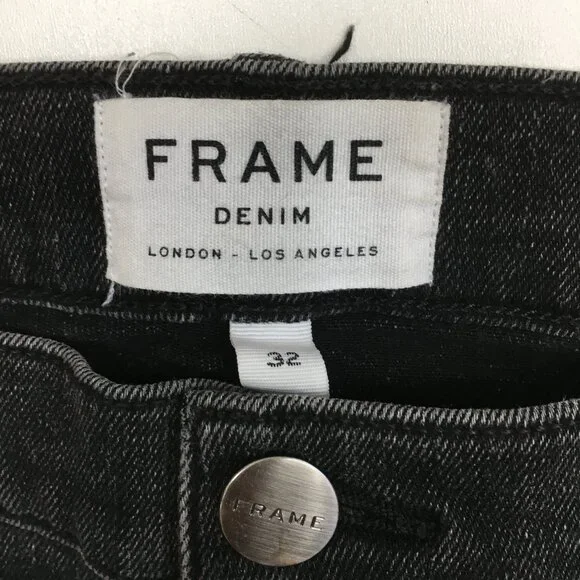 FRAME
DENIM
LONDON - LOS ANGELES
32
FRAME